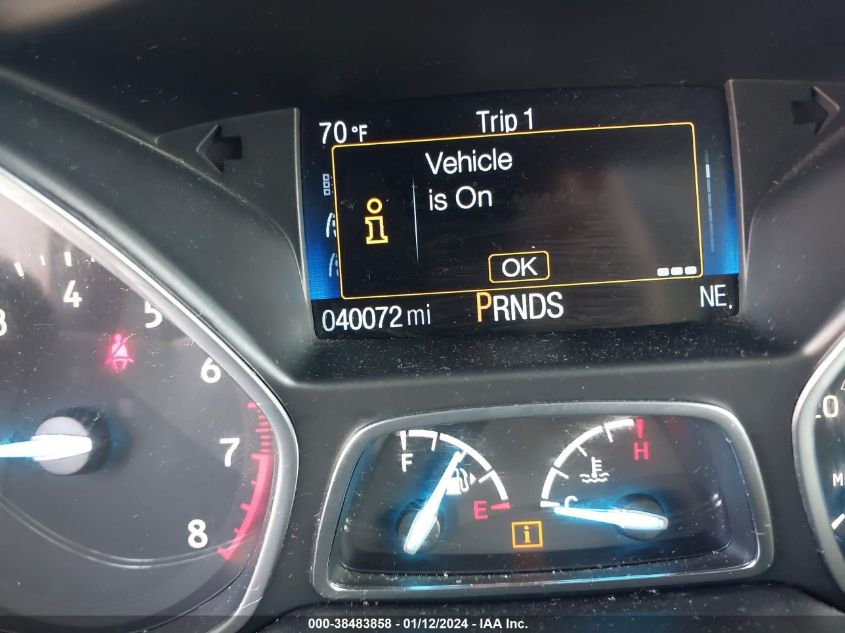 70 °F
Trip 1
Vehicle
is On
i
OK
040072 mi
PRNDS
NE
3
4
5
6
7
8
F
E
C
H
i
000-38483858 - 01/12/2024 - IAA Inc.